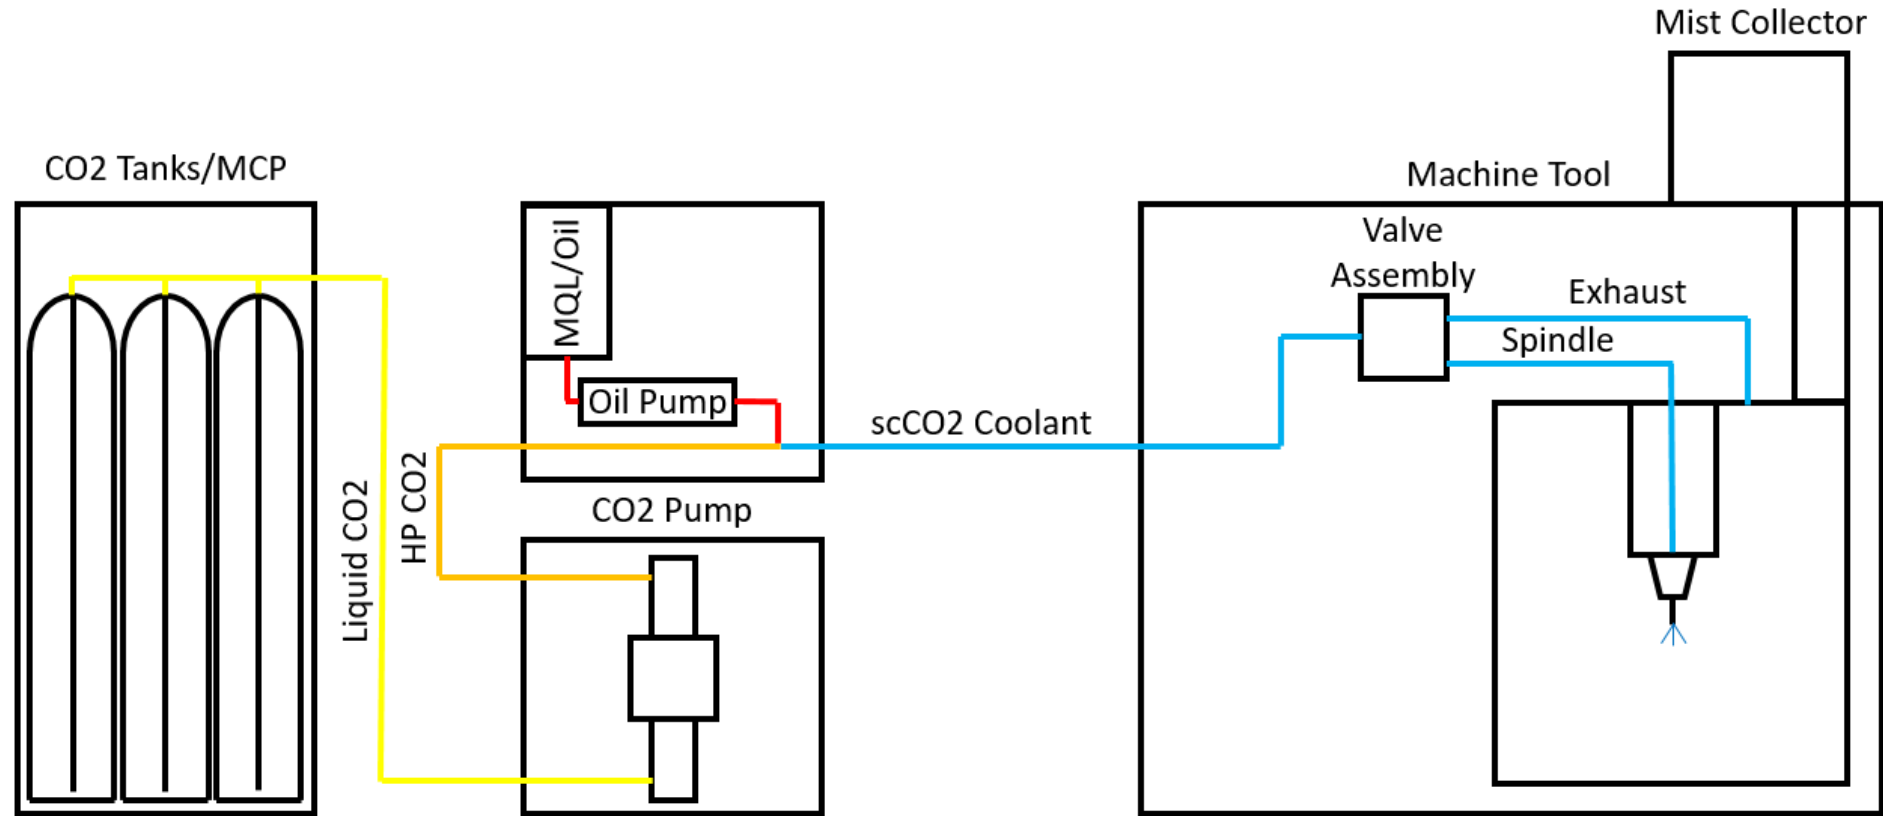 Mist Collector
CO2 Tanks/MCP
Machine Tool
MQL/Oil
Valve
Assembly
Exhaust
Spindle
Oil Pump
scCO2 Coolant
Liquid CO2
HP CO2
CO2 Pump